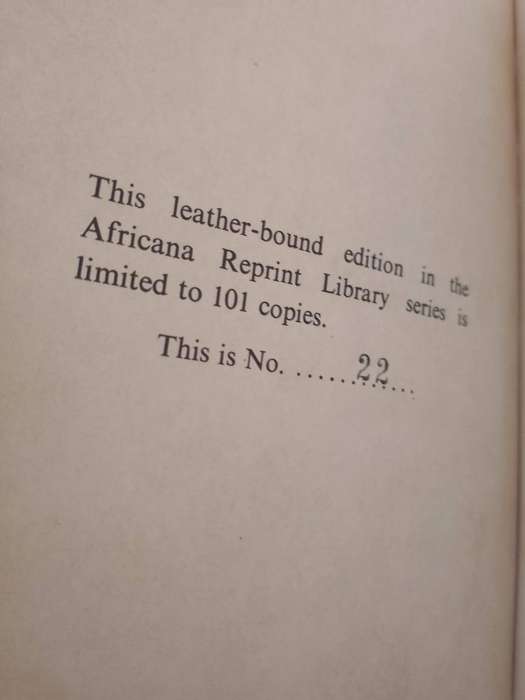 This leather-bound edition in the
Africana Reprint Library series is
limited to 101 copies.
This is No. .......22...